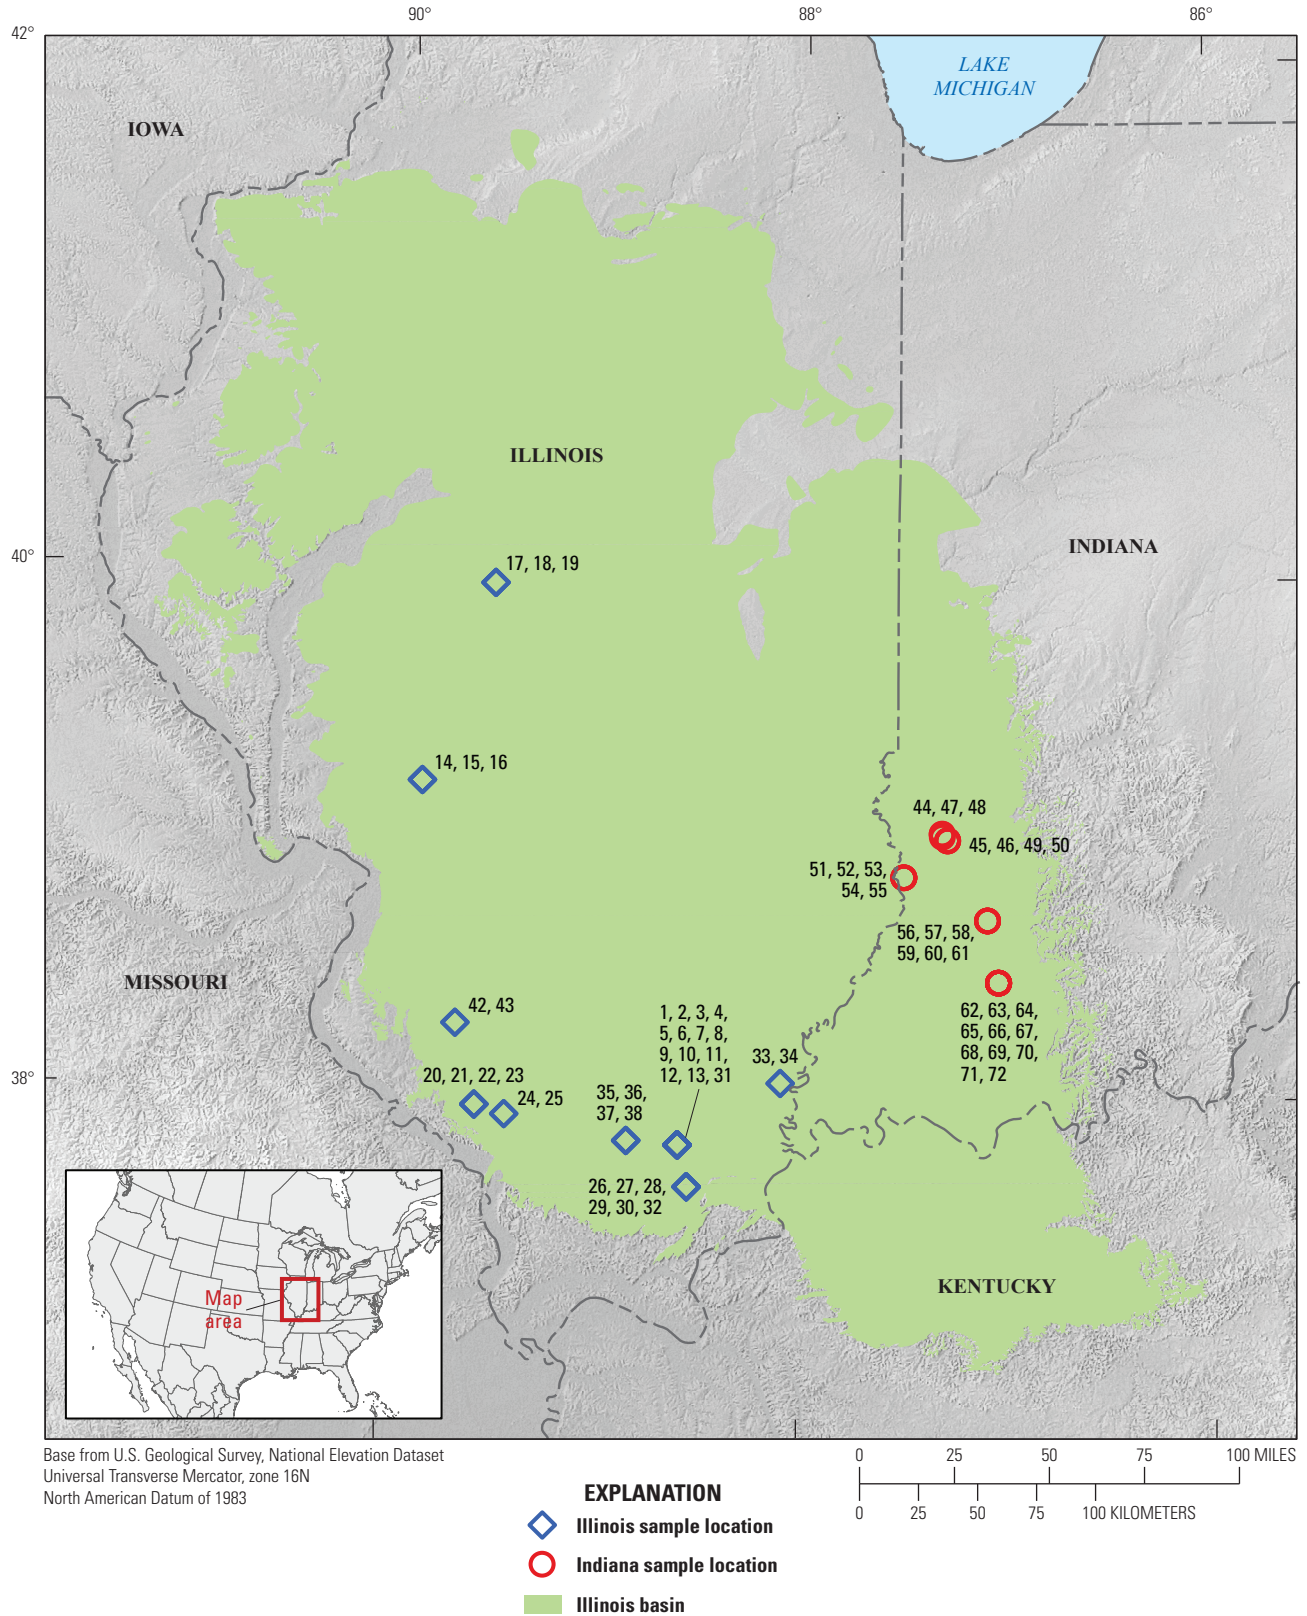 90°
88°
86°
42°
LAKE
MICHIGAN
IOWA
ILLINOIS
INDIANA
40°
17, 18, 19
14, 15, 16
44, 47, 48
45, 46, 49, 50
51, 52, 53,
54, 55
56, 57, 58,
59, 60, 61
MISSOURI
42, 43
1, 2, 3, 4,
5, 6, 7, 8,
9, 10, 11,
12, 13, 31
62, 63, 64,
65, 66, 67,
68, 69, 70,
71, 72
33, 34
38°
20, 21, 22, 23
24, 25
35, 36,
37, 38
26, 27, 28,
29, 30, 32
KENTUCKY
Map
area
Base from U.S. Geological Survey, National Elevation Dataset
Universal Transverse Mercator, zone 16N
North American Datum of 1983
0 25 50 75 100 MILES
0 25 50 75 100 KILOMETERS
EXPLANATION
Illinois sample location
Indiana sample location
Illinois basin